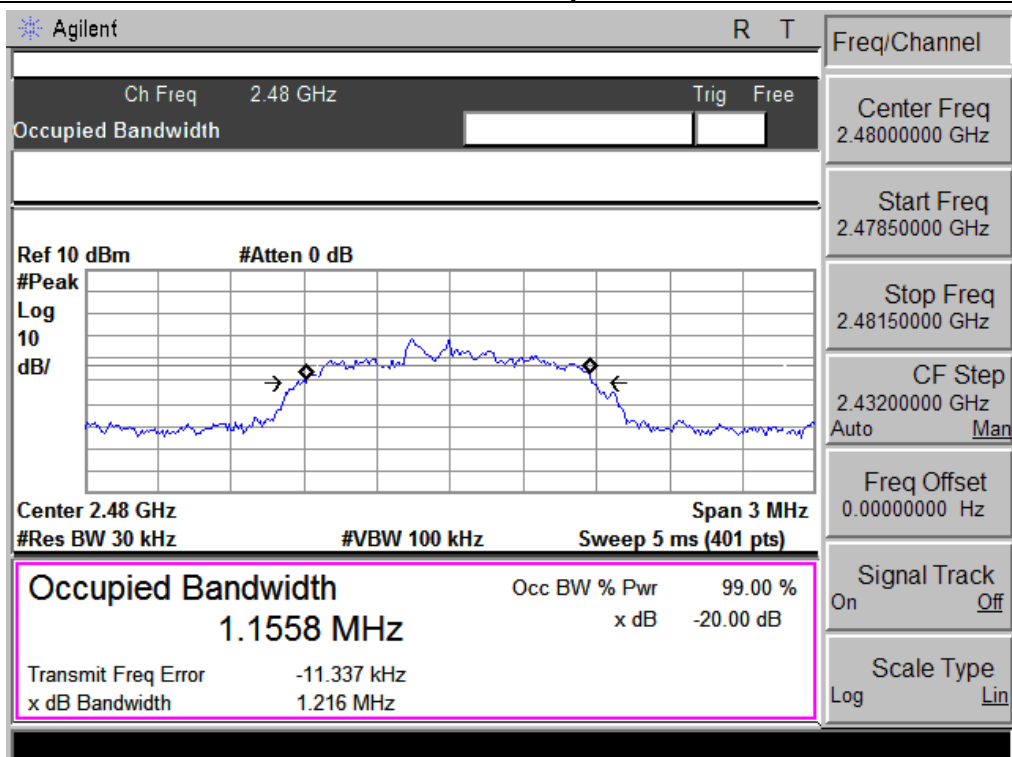 Agilent R T
Ch Freq 2.48 GHz Trig Free
Occupied Bandwidth
Ref 10 dBm #Atten 0 dB
#Peak
Log
10
dB/
Center 2.48 GHz Span 3 MHz
#Res BW 30 kHz #VBW 100 kHz Sweep 5 ms (401 pts)
Occupied Bandwidth Occ BW % Pwr 99.00 %
1.1558 MHz x dB -20.00 dB
Transmit Freq Error -11.337 kHz
x dB Bandwidth 1.216 MHz
Freq/Channel
Center Freq
2.48000000 GHz
Start Freq
2.47850000 GHz
Stop Freq
2.48150000 GHz
CF Step
2.43200000 GHz
Auto Man
Freq Offset
0.00000000 Hz
Signal Track
On Off
Scale Type
Log Lin